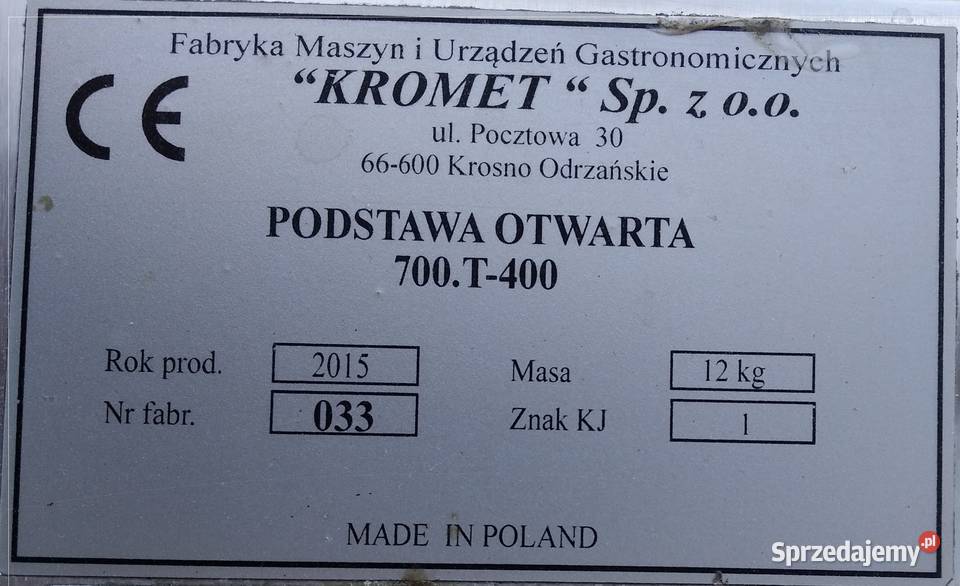 Fabryka Maszyn i Urządzeń Gastronomicznych
"KROMET “ Sp. z o.o.
ul. Pocztowa 30
66-600 Krosno Odrzańskie
CE
PODSTAWA OTWARTA
700.T-400
Rok prod. 2015 Masa 12 kg
Nr fabr. 033 Znak KJ 1
MADE IN POLAND
Sprzedajemy.pl